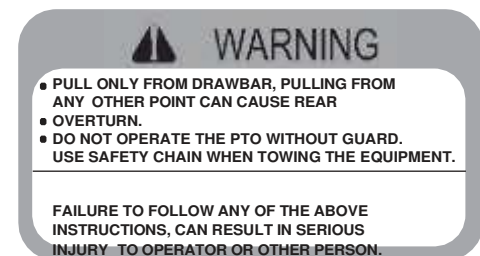 WARNING
• PULL ONLY FROM DRAWBAR, PULLING FROM
ANY OTHER POINT CAN CAUSE REAR
• OVERTURN.
• DO NOT OPERATE THE PTO WITHOUT GUARD.
USE SAFETY CHAIN WHEN TOWING THE EQUIPMENT.
FAILURE TO FOLLOW ANY OF THE ABOVE
INSTRUCTIONS, CAN RESULT IN SERIOUS
INJURY TO OPERATOR OR OTHER PERSON.